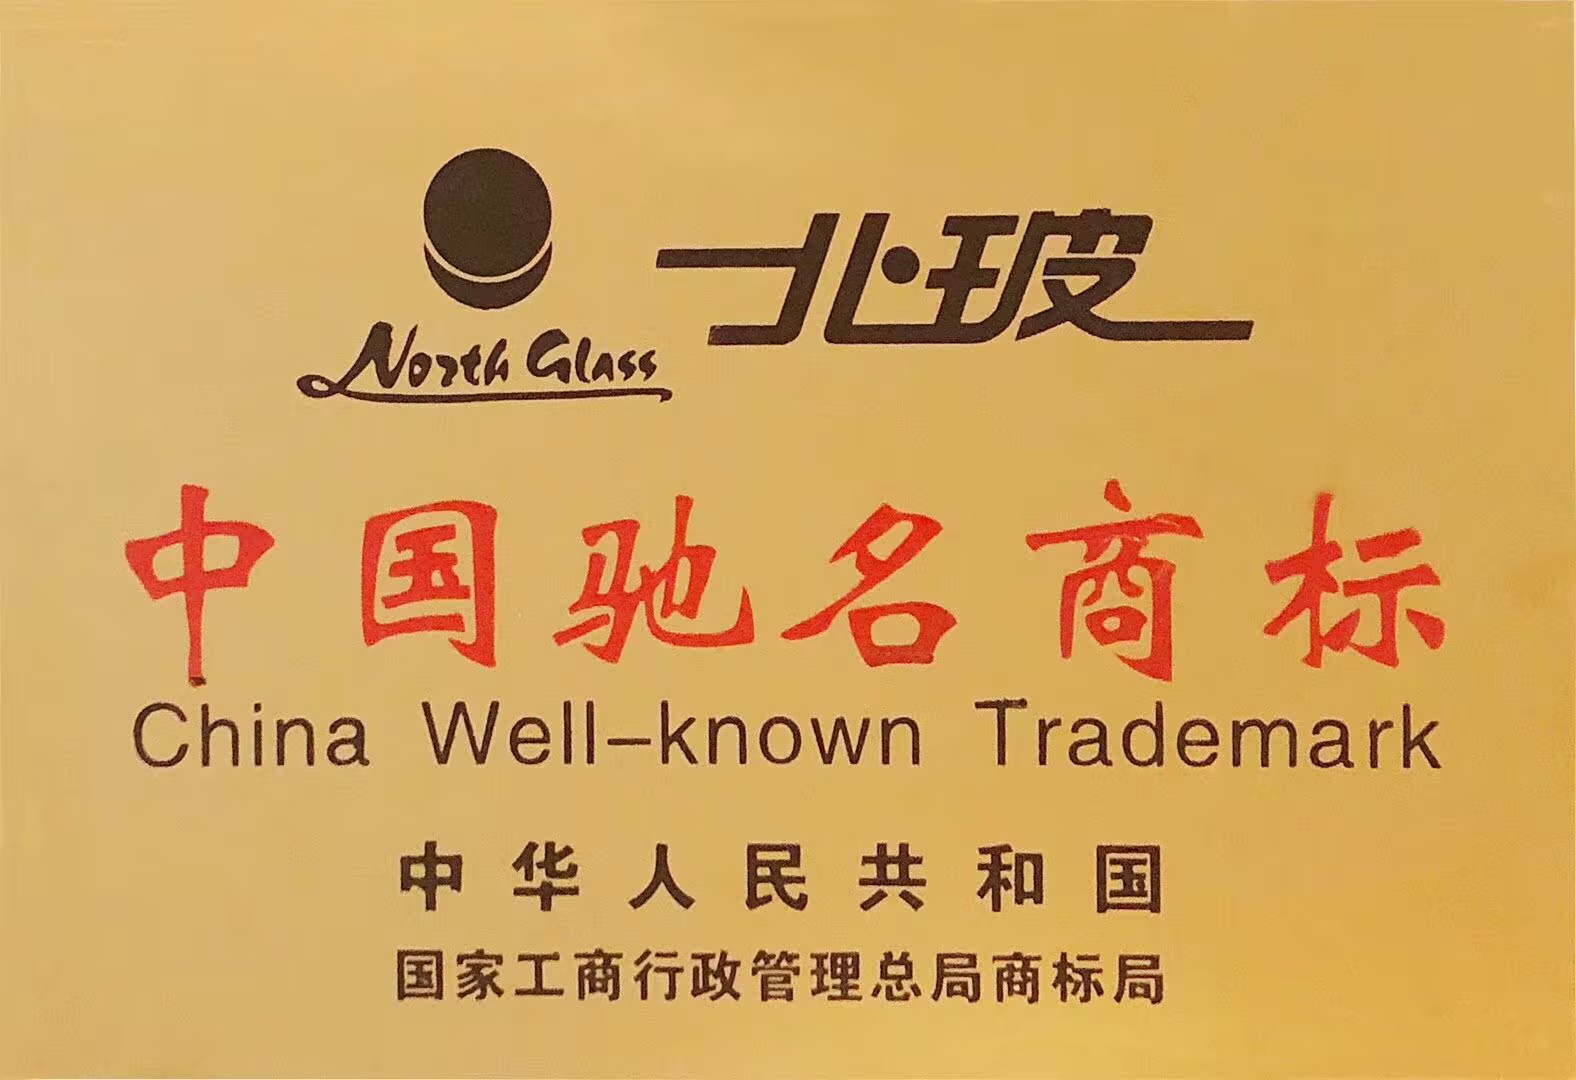 北玻
North Glass
中国驰名商标
China Well-known Trademark
中华人民共和国
国家工商行政管理总局商标局